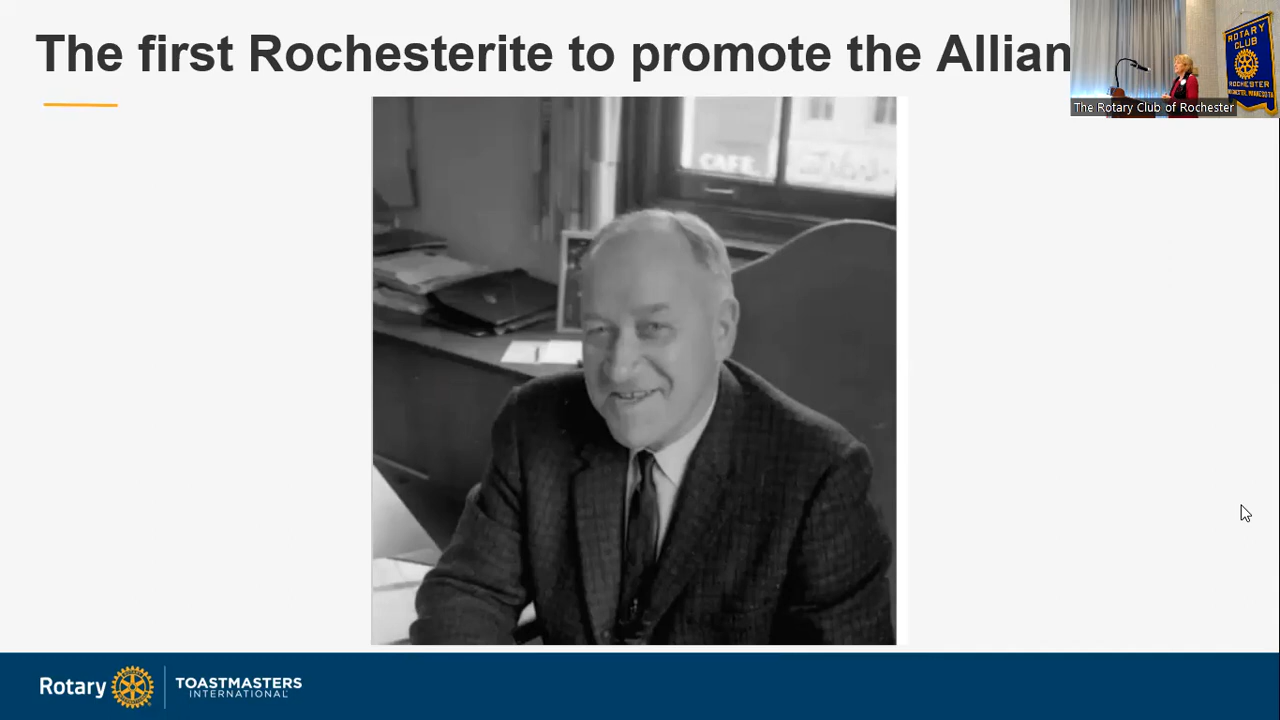 The first Rochesterite to promote the Allian
ROTARY
CLUB
ROCHESTER
The Rotary Club of Rochester
CAFE
Rotary
TOASTMASTERS
INTERNATIONAL